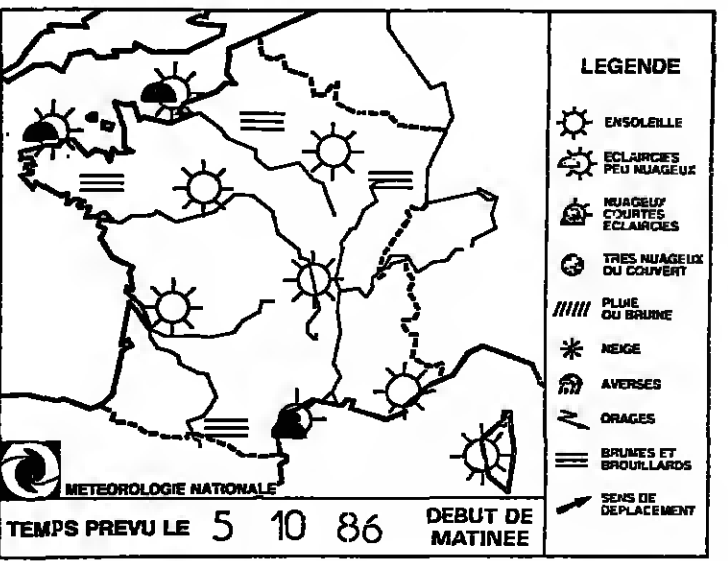 LEGENDE
ENSOLEILLE
ECLAIRCIES
PEU NUAGEUX
NUAGEUX
COURTES
ECLAIRCIES
TRES NUAGEUX
OU COUVERT
PLUIE
OU BRUINE
NEIGE
AVERSES
ORAGES
BRUMES ET
BROUILLARDS
SENS DE
DEPLACEMENT
METEOROLOGIE NATIONALE
TEMPS PREVU LE 5 10 86 DEBUT DE
MATINEE